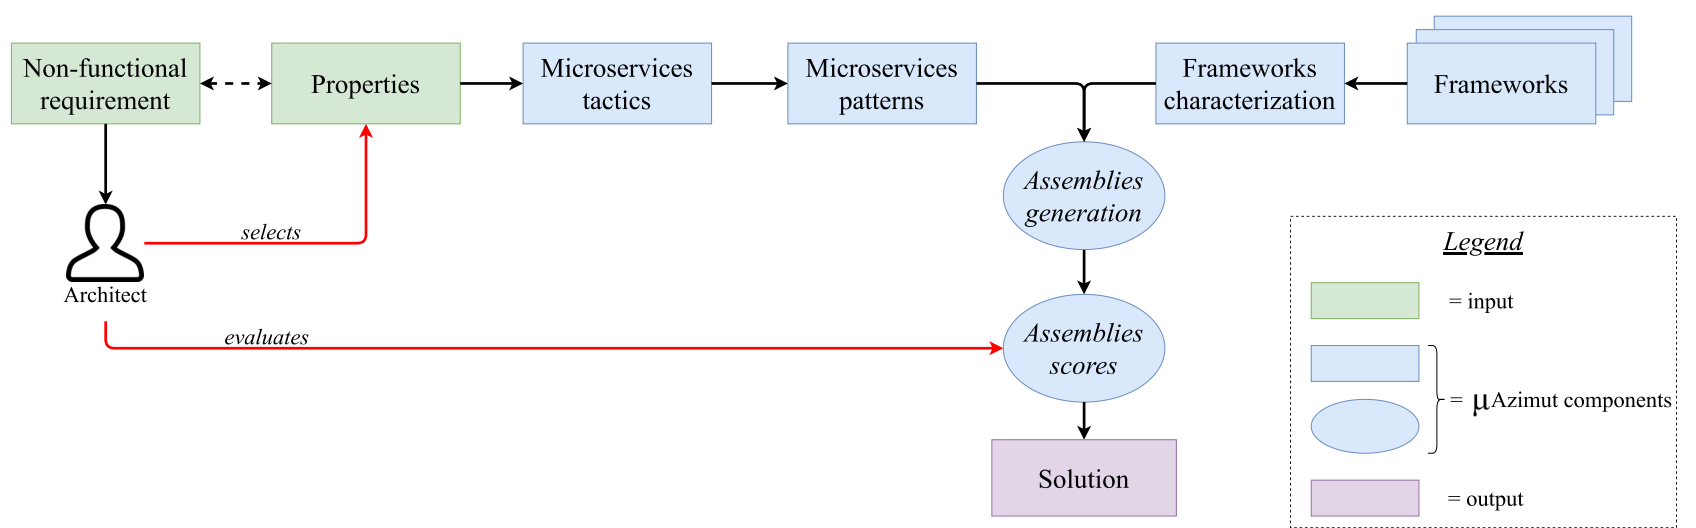 Non-functional
requirement
Properties
Microservices
tactics
Microservices
patterns
Frameworks
characterization
Frameworks
Assemblies
generation
selects
Architect
evaluates
Assemblies
scores
Solution
Legend
= input
= μAzimut components
= output